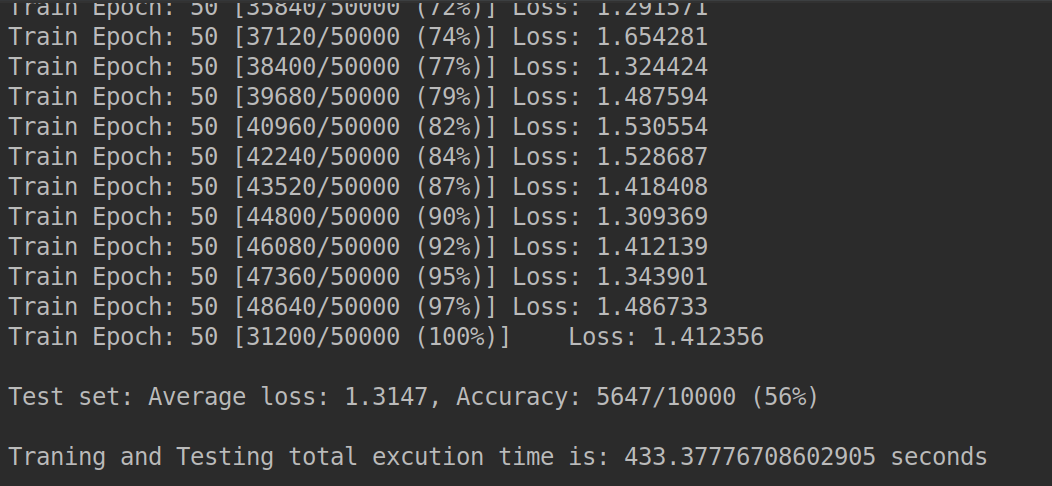 Train Epoch: 50 [35840/50000 (72%)] Loss: 1.291571
Train Epoch: 50 [37120/50000 (74%)] Loss: 1.654281
Train Epoch: 50 [38400/50000 (77%)] Loss: 1.324424
Train Epoch: 50 [39680/50000 (79%)] Loss: 1.487594
Train Epoch: 50 [40960/50000 (82%)] Loss: 1.530554
Train Epoch: 50 [42240/50000 (84%)] Loss: 1.528687
Train Epoch: 50 [43520/50000 (87%)] Loss: 1.418408
Train Epoch: 50 [44800/50000 (90%)] Loss: 1.309369
Train Epoch: 50 [46080/50000 (92%)] Loss: 1.412139
Train Epoch: 50 [47360/50000 (95%)] Loss: 1.343901
Train Epoch: 50 [48640/50000 (97%)] Loss: 1.486733
Train Epoch: 50 [31200/50000 (100%)]    Loss: 1.412356
Test set: Average loss: 1.3147, Accuracy: 5647/10000 (56%)
Traning and Testing total excution time is: 433.37776708602905 seconds